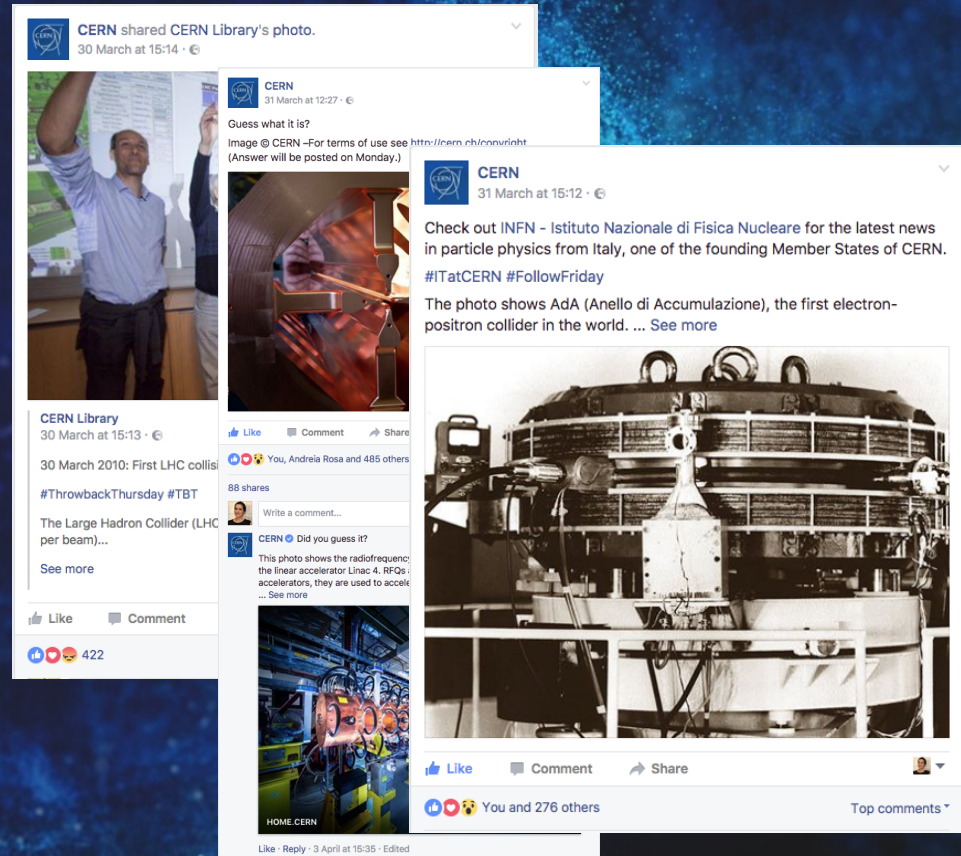 CERN shared CERN Library's photo.
30 March at 15:14 ·
CERN Library
30 March at 15:13 ·
30 March 2010: First LHC collisi
#ThrowbackThursday #TBT
The Large Hadron Collider (LHC
per beam)...
See more
Like Comment
422
CERN
31 March at 12:27 ·
Guess what it is?
Image © CERN –For terms of use see http://cern.ch/copyright
(Answer will be posted on Monday.)
Like Comment Share
You, Andreia Rosa and 485 others
88 shares
Write a comment...
CERN Did you guess it?
This photo shows the radiofrequency
the linear accelerator Linac 4. RFQs
accelerators, they are used to accele
... See more
HOME.CERN
Like · Reply · 3 April at 15:35 · Edited
CERN
31 March at 15:12 ·
Check out INFN - Istituto Nazionale di Fisica Nucleare for the latest news
in particle physics from Italy, one of the founding Member States of CERN.
#ITatCERN #FollowFriday
The photo shows AdA (Anello di Accumulazione), the first electron-
positron collider in the world. ... See more
Like Comment Share
You and 276 others Top comments